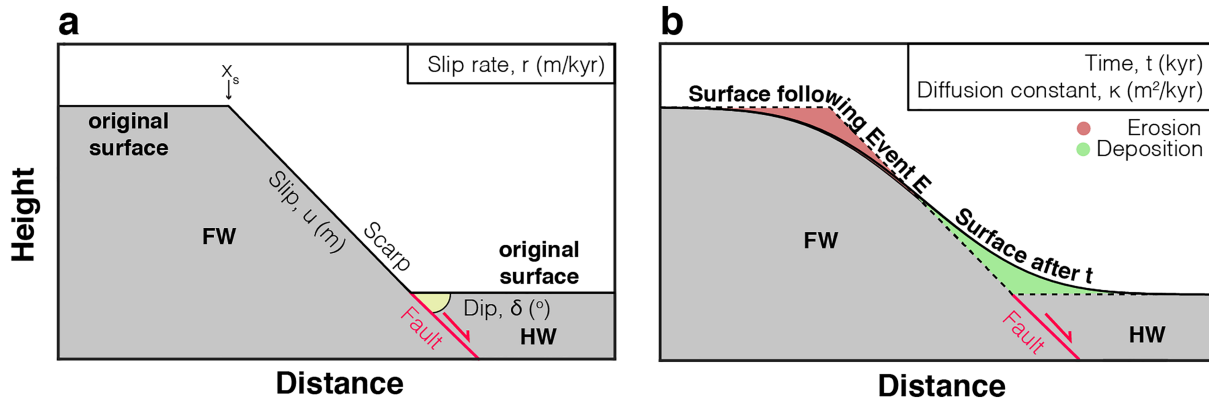 a
Slip rate, r (m/kyr)
Xs
original
surface
Slip, u (m)
Scarp
FW
original
surface
Dip, δ (º)
Fault
HW
Height
Distance
b
Time, t (kyr)
Diffusion constant, κ (m²/kyr)
Surface following Event E
Erosion
Deposition
Surface after t
FW
Fault
HW
Distance